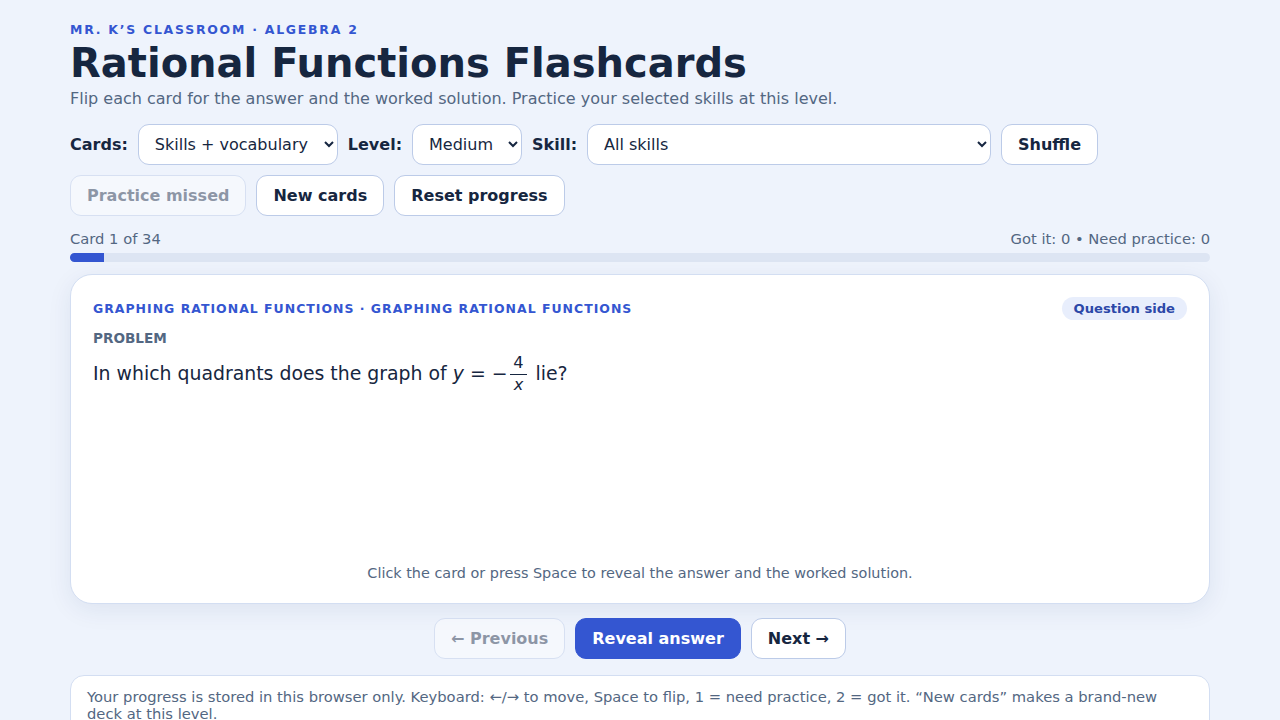 MR. K’S CLASSROOM · ALGEBRA 2
Rational Functions Flashcards
Flip each card for the answer and the worked solution. Practice your selected skills at this level.
Cards: Skills + vocabulary Level: Medium Skill: All skills Shuffle
Practice missed New cards Reset progress
Card 1 of 34 Got it: 0 • Need practice: 0
GRAPHING RATIONAL FUNCTIONS · GRAPHING RATIONAL FUNCTIONS Question side
PROBLEM
In which quadrants does the graph of y = −4/x lie?
Click the card or press Space to reveal the answer and the worked solution.
← Previous Reveal answer Next →
Your progress is stored in this browser only. Keyboard: ←/→ to move, Space to flip, 1 = need practice, 2 = got it. “New cards” makes a brand-new
deck at this level.